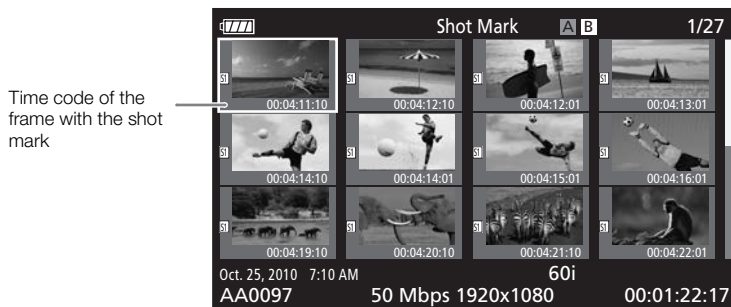 Shot Mark A B 1/27
Time code of the
frame with the shot
mark
S1 00:04:11:10 S1 00:04:12:10 S1 00:04:12:01 S1 00:04:13:01
S1 00:04:14:10 S1 00:04:14:01 S1 00:04:15:01 S1 00:04:16:01
S1 00:04:19:10 S1 00:04:20:10 S1 00:04:21:10 S1 00:04:22:01
Oct. 25, 2010 7:10 AM 60i
AA0097 50 Mbps 1920x1080 00:01:22:17